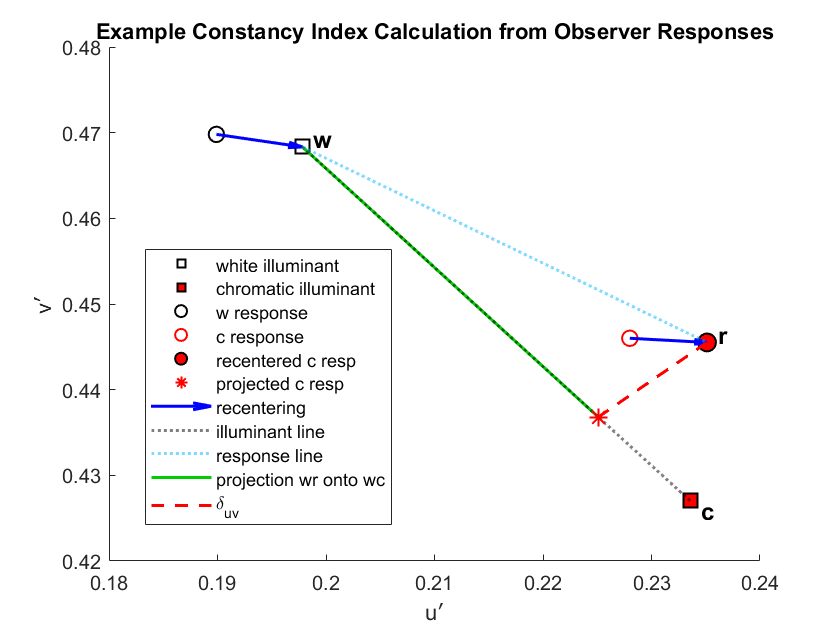 Example Constancy Index Calculation from Observer Responses
0.48
0.47
0.46
0.45
0.44
0.43
0.42
v′
w
r
c
white illuminant
chromatic illuminant
w response
c response
recentered c resp
projected c resp
recentering
illuminant line
response line
projection wr onto wc
δuv
0.18 0.19 0.2 0.21 0.22 0.23 0.24
u′